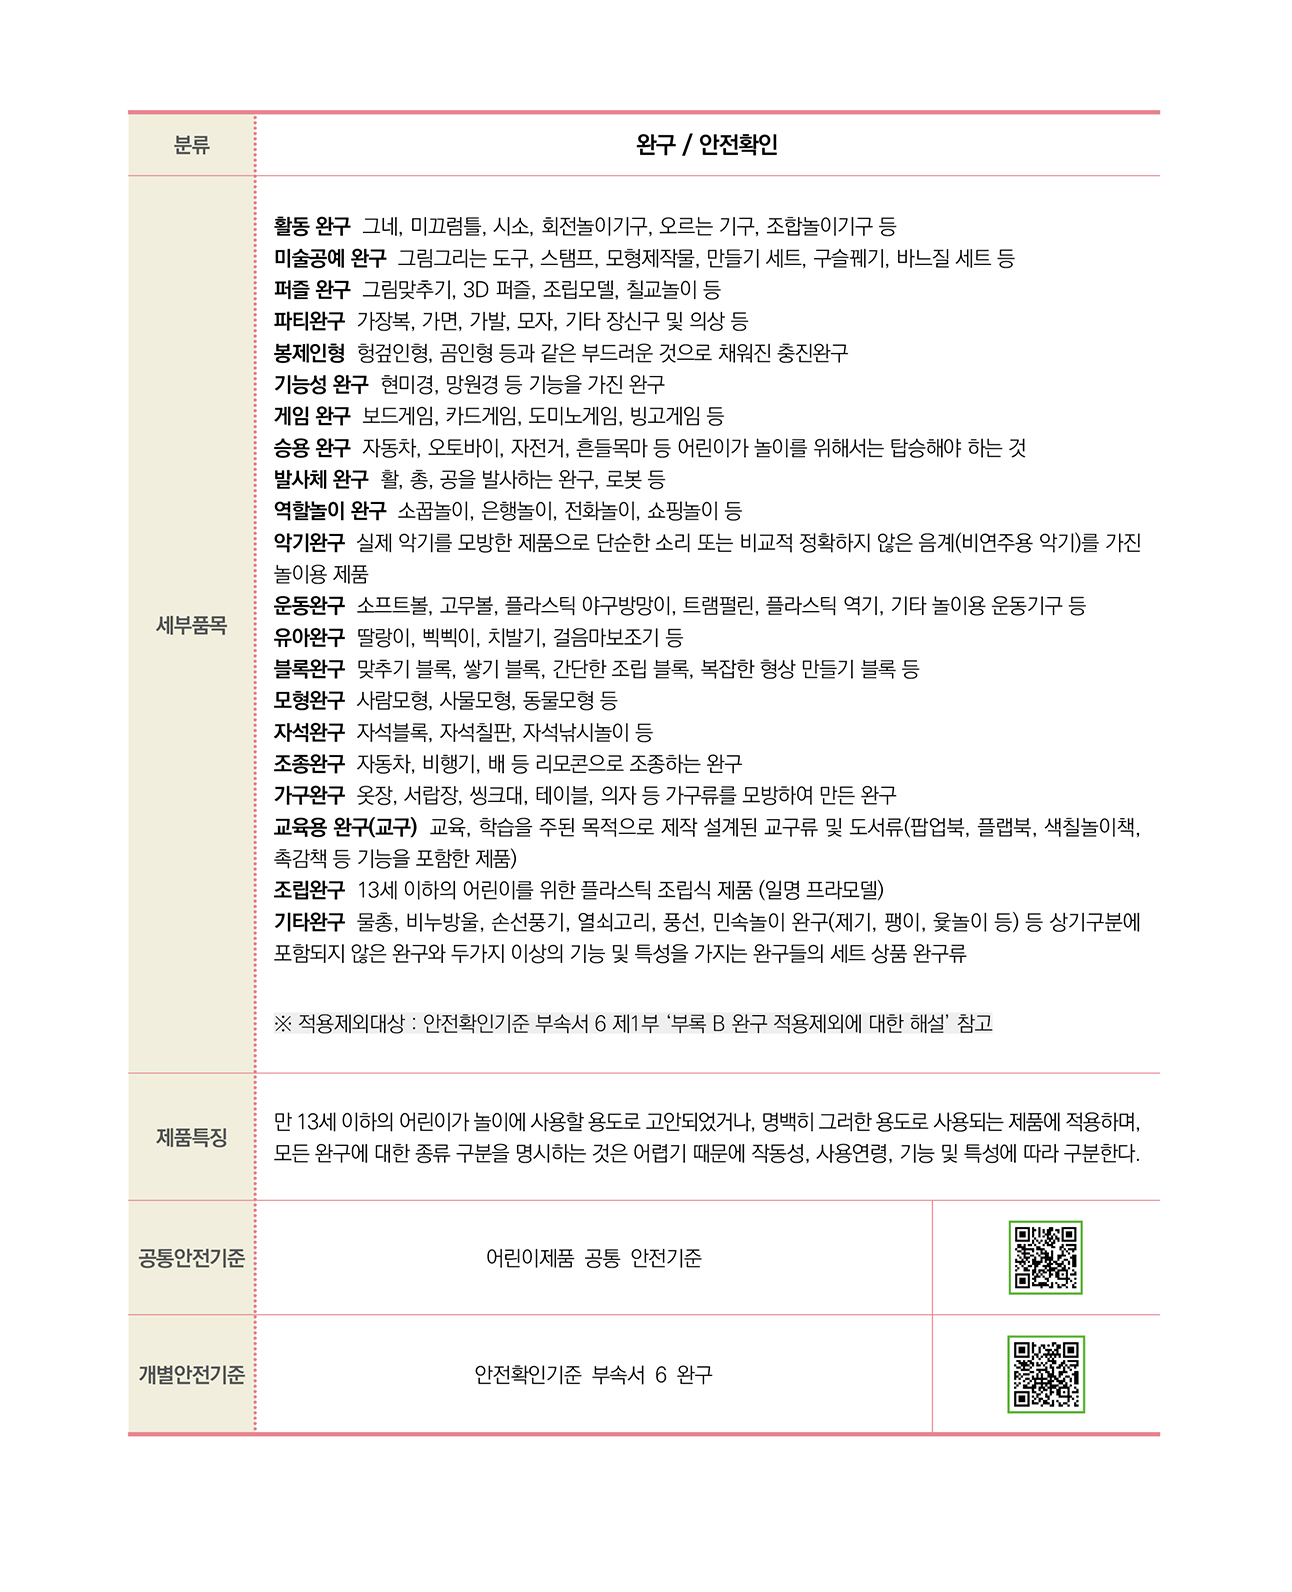 분류
완구 / 안전확인
세부품목
활동 완구 그네, 미끄럼틀, 시소, 회전놀이기구, 오르는 기구, 조합놀이기구 등
미술공예 완구 그림그리는 도구, 스탬프, 모형제작물, 만들기 세트, 구슬꿰기, 바느질 세트 등
퍼즐 완구 그림맞추기, 3D 퍼즐, 조립모델, 칠교놀이 등
파티완구 가장복, 가면, 가발, 모자, 기타 장신구 및 의상 등
봉제인형 헝겊인형, 곰인형 등과 같은 부드러운 것으로 채워진 충진완구
기능성 완구 현미경, 망원경 등 기능을 가진 완구
게임 완구 보드게임, 카드게임, 도미노게임, 빙고게임 등
승용 완구 자동차, 오토바이, 자전거, 흔들목마 등 어린이가 놀이를 위해서는 탑승해야 하는 것
발사체 완구 활, 총, 공을 발사하는 완구, 로봇 등
역할놀이 완구 소꿉놀이, 은행놀이, 전화놀이, 쇼핑놀이 등
악기완구 실제 악기를 모방한 제품으로 단순한 소리 또는 비교적 정확하지 않은 음계(비연주용 악기)를 가진
놀이용 제품
운동완구 소프트볼, 고무볼, 플라스틱 야구방망이, 트램펄린, 플라스틱 역기, 기타 놀이용 운동기구 등
유아완구 딸랑이, 삑삑이, 치발기, 걸음마보조기 등
블록완구 맞추기 블록, 쌓기 블록, 간단한 조립 블록, 복잡한 형상 만들기 블록 등
모형완구 사람모형, 사물모형, 동물모형 등
자석완구 자석블록, 자석칠판, 자석낚시놀이 등
조종완구 자동차, 비행기, 배 등 리모콘으로 조종하는 완구
가구완구 옷장, 서랍장, 씽크대, 테이블, 의자 등 가구류를 모방하여 만든 완구
교육용 완구(교구) 교육, 학습을 주된 목적으로 제작 설계된 교구류 및 도서류(팝업북, 플랩북, 색칠놀이책,
촉감책 등 기능을 포함한 제품)
조립완구 13세 이하의 어린이를 위한 플라스틱 조립식 제품 (일명 프라모델)
기타완구 물총, 비누방울, 손선풍기, 열쇠고리, 풍선, 민속놀이 완구(제기, 팽이, 윷놀이 등) 등 상기구분에
포함되지 않은 완구와 두가지 이상의 기능 및 특성을 가지는 완구들의 세트 상품 완구류
※ 적용제외대상 : 안전확인기준 부속서 6 제1부 ‘부록 B 완구 적용제외에 대한 해설’ 참고
제품특징
만 13세 이하의 어린이가 놀이에 사용할 용도로 고안되었거나, 명백히 그러한 용도로 사용되는 제품에 적용하며,
모든 완구에 대한 종류 구분을 명시하는 것은 어렵기 때문에 작동성, 사용연령, 기능 및 특성에 따라 구분한다.
공통안전기준
어린이제품 공통 안전기준
개별안전기준
안전확인기준 부속서 6 완구